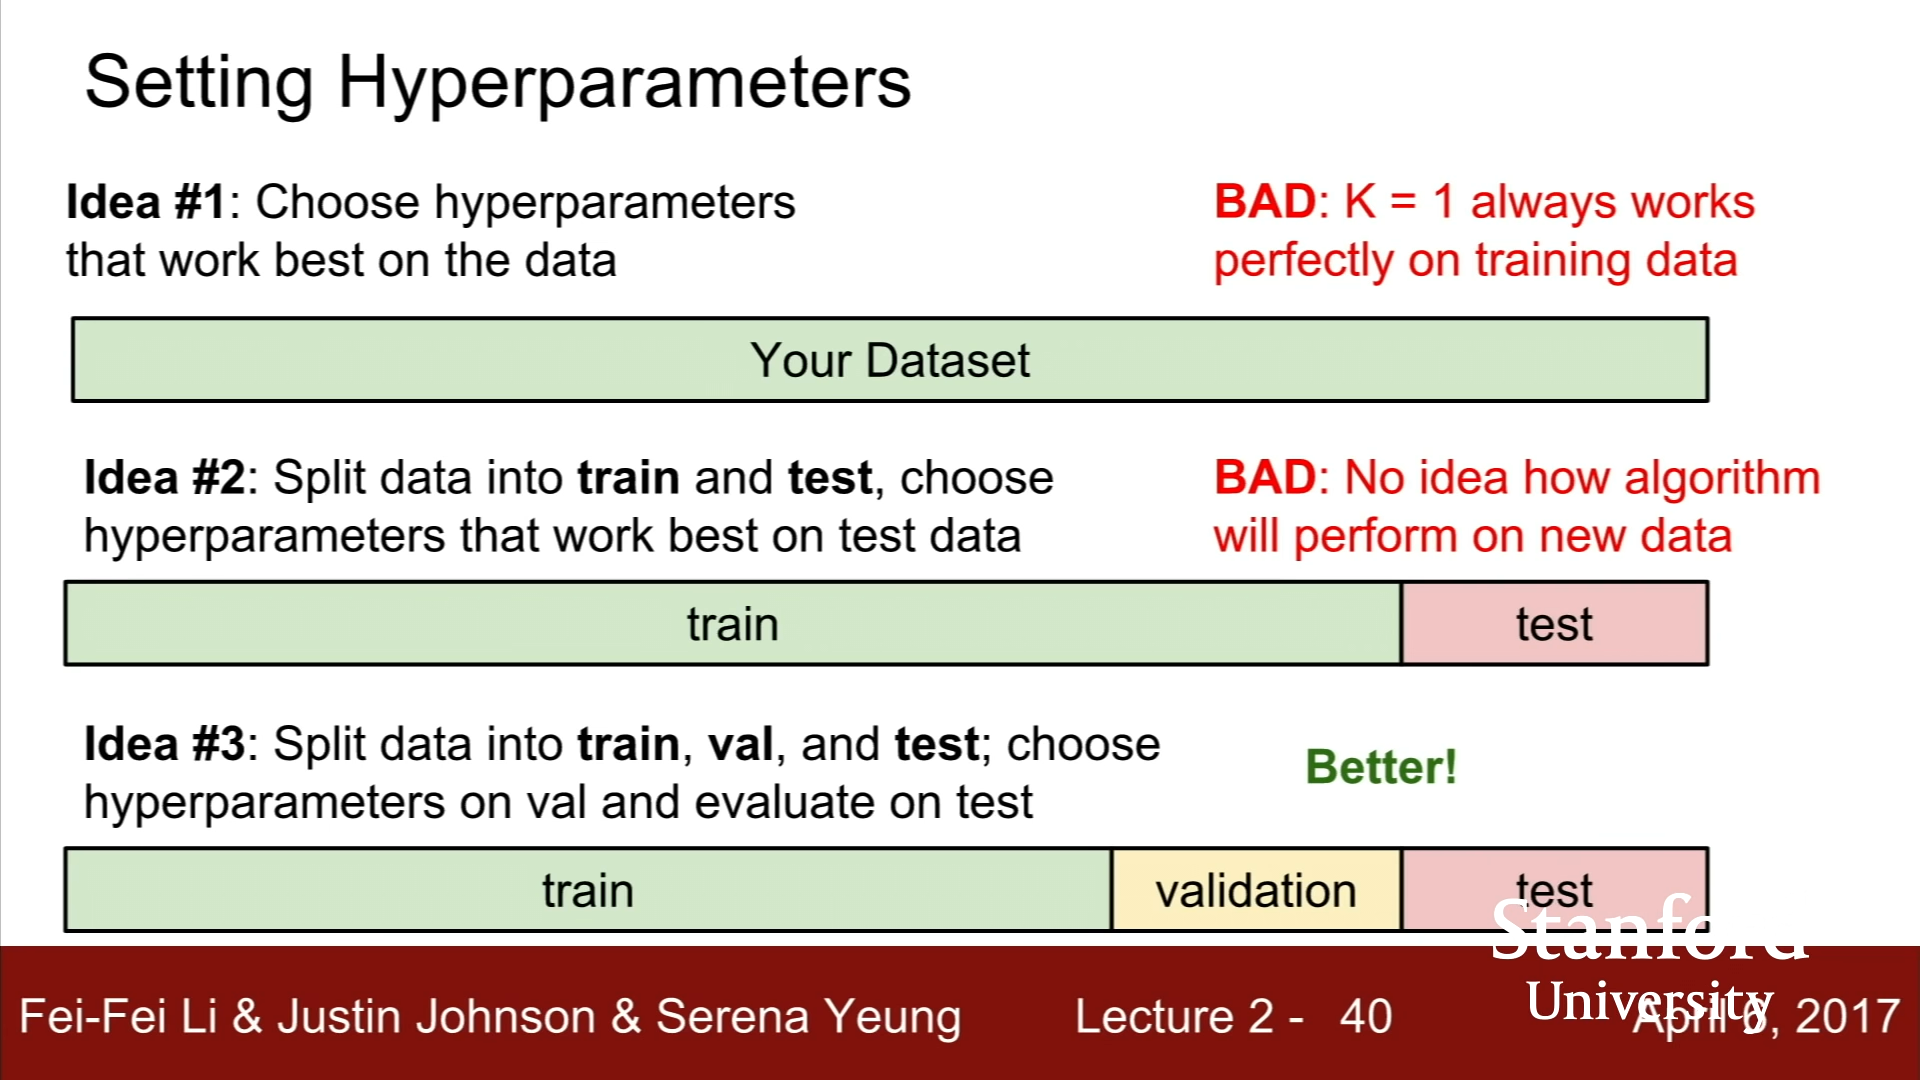 Setting Hyperparameters
Idea #1: Choose hyperparameters
that work best on the data
BAD: K = 1 always works
perfectly on training data
Your Dataset
Idea #2: Split data into train and test, choose
hyperparameters that work best on test data
BAD: No idea how algorithm
will perform on new data
train
test
Idea #3: Split data into train, val, and test; choose
hyperparameters on val and evaluate on test
Better!
train
validation
test
Stanford
University
Fei-Fei Li & Justin Johnson & Serena Yeung
Lecture 2 - 40
April 6, 2017